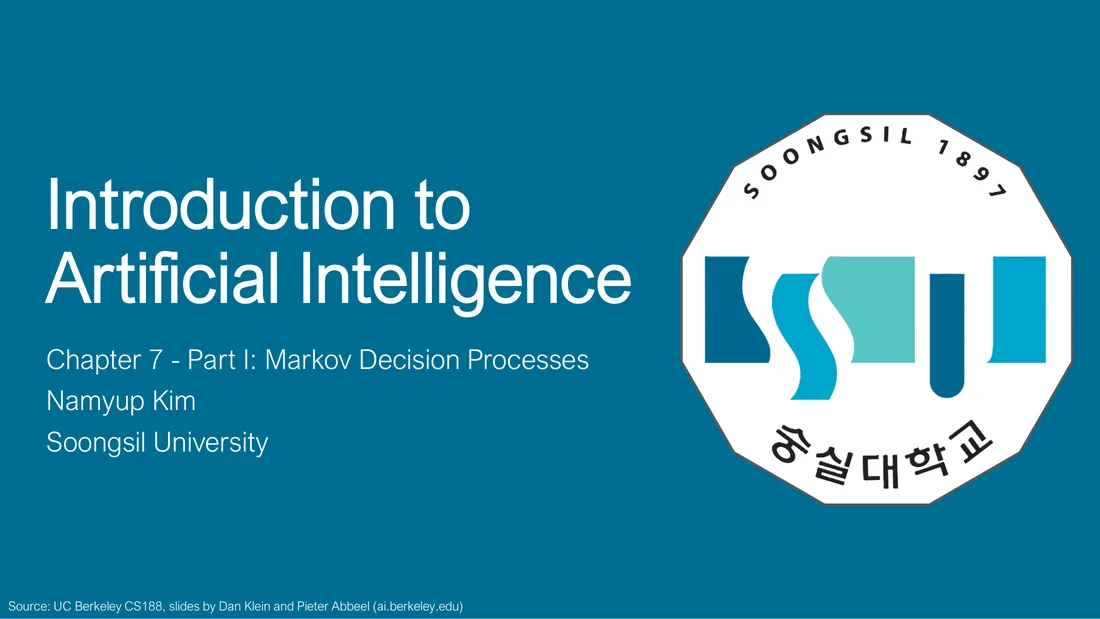 Introduction to
Artificial Intelligence
Chapter 7 - Part I: Markov Decision Processes
Namyup Kim
Soongsil University
SOONGSIL 1897
숭실대학교
Source: UC Berkeley CS188, slides by Dan Klein and Pieter Abbeel (ai.berkeley.edu)